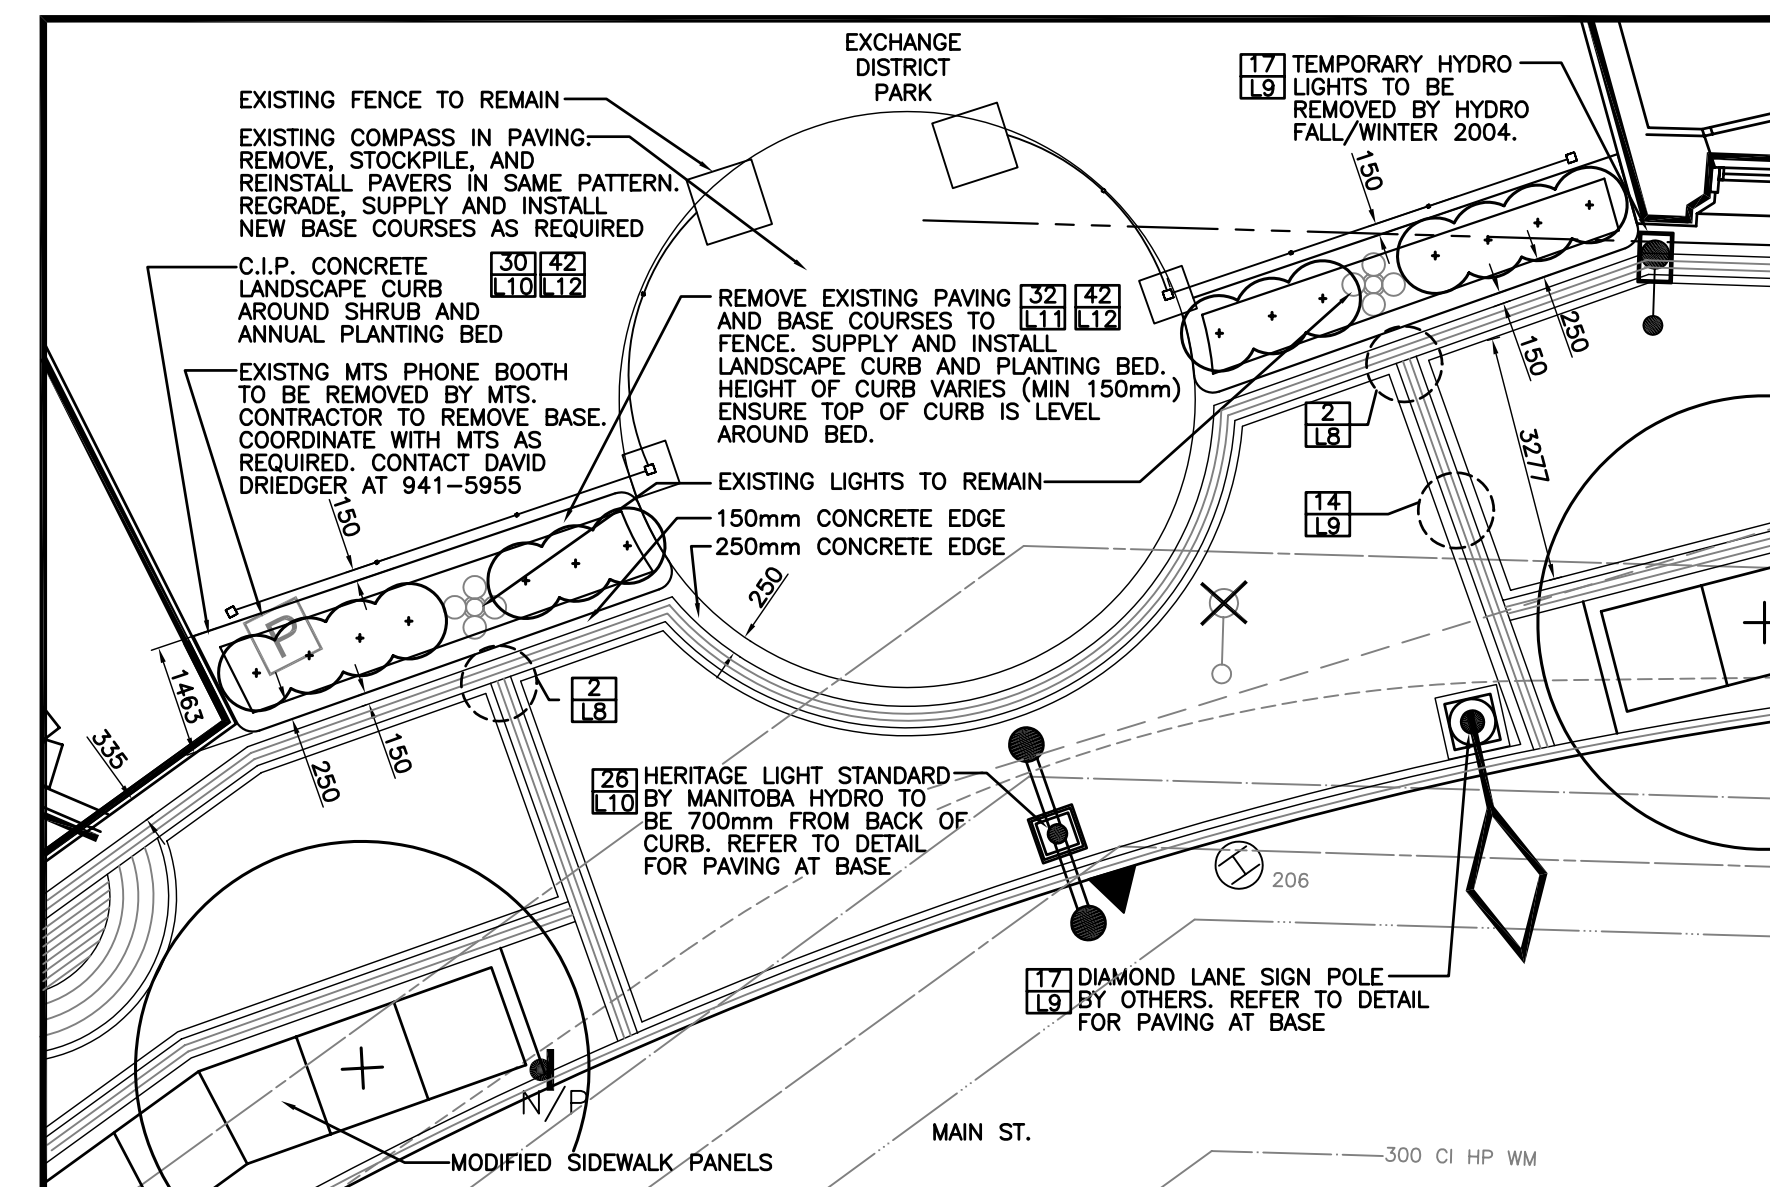 EXCHANGE
DISTRICT
PARK
17
L9
TEMPORARY HYDRO
LIGHTS TO BE
REMOVED BY HYDRO
FALL/WINTER 2004.
EXISTING FENCE TO REMAIN
EXISTING COMPASS IN PAVING.
REMOVE, STOCKPILE, AND
REINSTALL PAVERS IN SAME PATTERN.
REGRADE, SUPPLY AND INSTALL
NEW BASE COURSES AS REQUIRED
150
C.I.P. CONCRETE
LANDSCAPE CURB
AROUND SHRUB AND
ANNUAL PLANTING BED
30
L10
42
L12
REMOVE EXISTING PAVING
AND BASE COURSES TO
FENCE. SUPPLY AND INSTALL
LANDSCAPE CURB AND PLANTING BED.
HEIGHT OF CURB VARIES (MIN 150mm)
ENSURE TOP OF CURB IS LEVEL
AROUND BED.
32
L11
42
L12
250
150
EXISTNG MTS PHONE BOOTH
TO BE REMOVED BY MTS.
CONTRACTOR TO REMOVE BASE.
COORDINATE WITH MTS AS
REQUIRED. CONTACT DAVID
DRIEDGER AT 941-5955
2
L8
3277
EXISTING LIGHTS TO REMAIN
14
L9
150
150mm CONCRETE EDGE
250mm CONCRETE EDGE
250
P
1463
2
L8
335
150
250
26
L10
HERITAGE LIGHT STANDARD
BY MANITOBA HYDRO TO
BE 700mm FROM BACK OF
CURB. REFER TO DETAIL
FOR PAVING AT BASE
206
17
L9
DIAMOND LANE SIGN POLE
BY OTHERS. REFER TO DETAIL
FOR PAVING AT BASE
N/P
MAIN ST.
MODIFIED SIDEWALK PANELS
300 CI HP WM